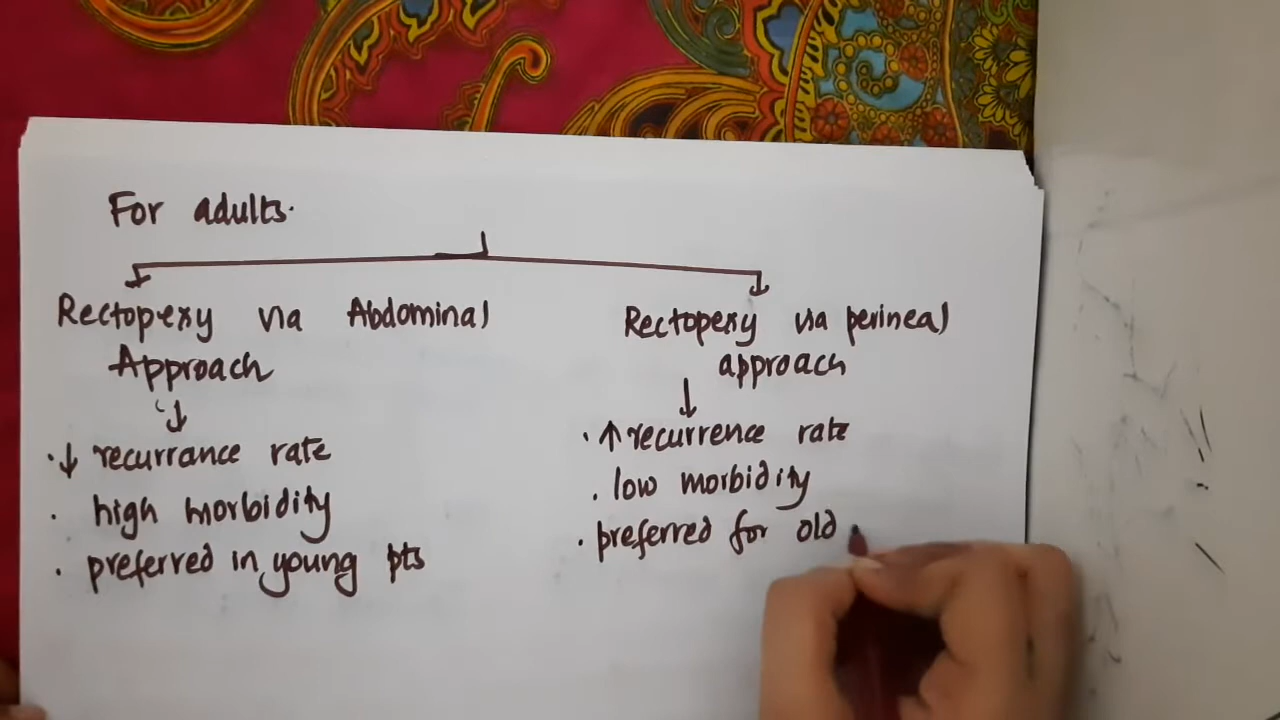 For adults.
Rectopexy via Abdominal
Approach
↓ recurrance rate
· high morbidity
· preferred in young pts
Rectopexy via perineal
approach
· ↑ recurrence rate
· low morbidity
· preferred for old